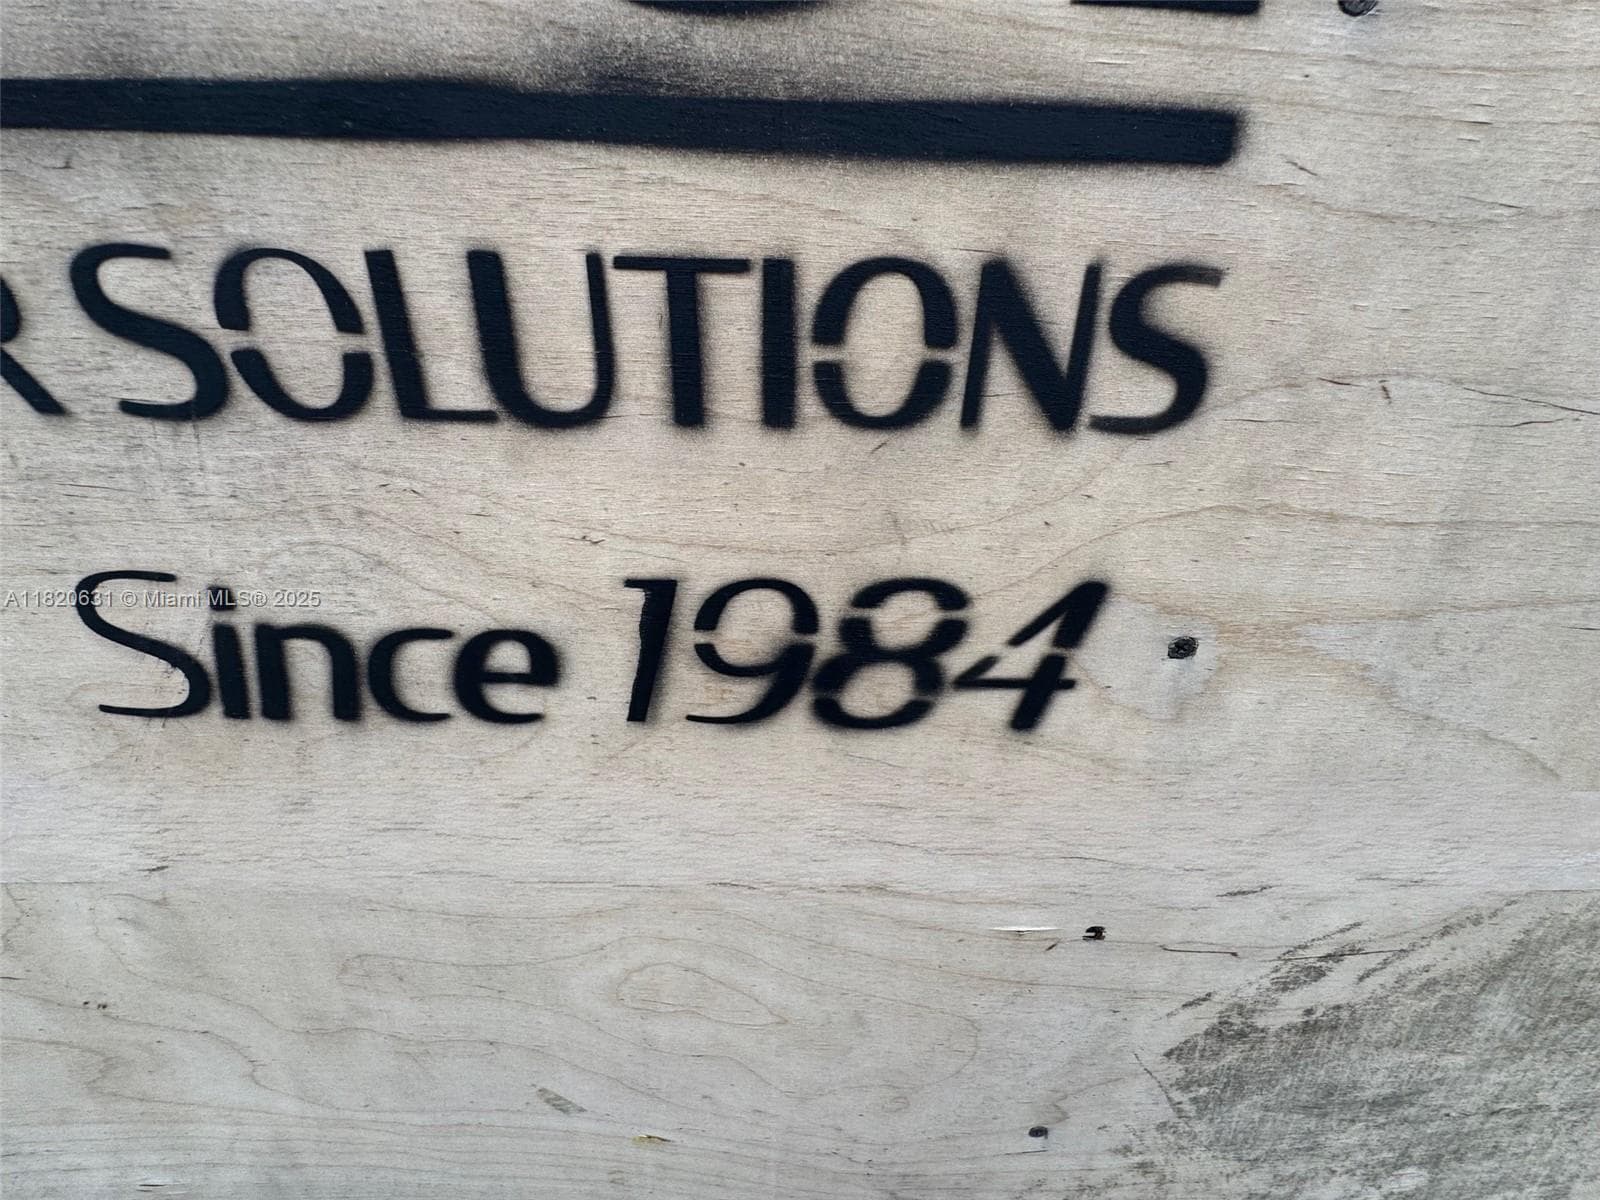 SOLUTIONS
Since 1984
A11820631 © Miami MLS® 2025